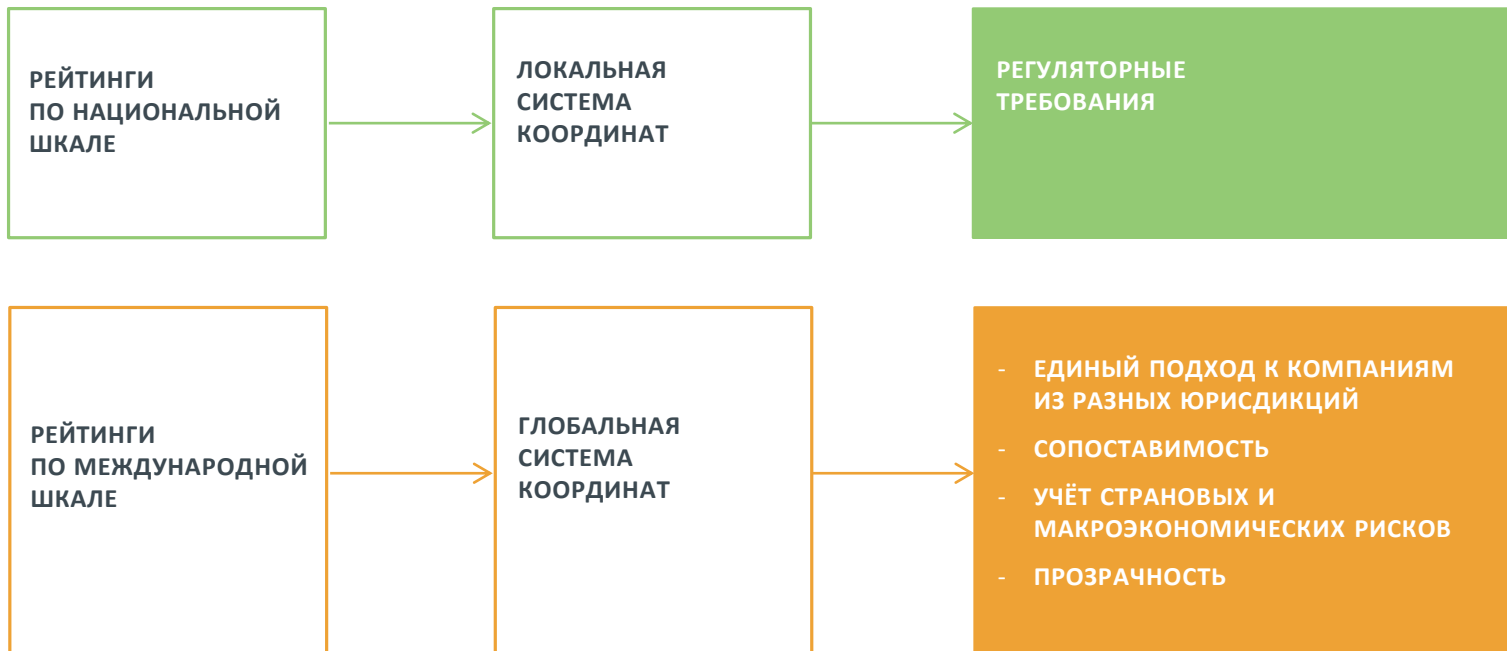 РЕЙТИНГИ
ПО НАЦИОНАЛЬНОЙ
ШКАЛЕ
ЛОКАЛЬНАЯ
СИСТЕМА
КООРДИНАТ
РЕГУЛЯТОРНЫЕ
ТРЕБОВАНИЯ
РЕЙТИНГИ
ПО МЕЖДУНАРОДНОЙ
ШКАЛЕ
ГЛОБАЛЬНАЯ
СИСТЕМА
КООРДИНАТ
- ЕДИНЫЙ ПОДХОД К КОМПАНИЯМ
ИЗ РАЗНЫХ ЮРИСДИКЦИЙ
- СОПОСТАВИМОСТЬ
- УЧЁТ СТРАНОВЫХ И
МАКРОЭКОНОМИЧЕСКИХ РИСКОВ
- ПРОЗРАЧНОСТЬ